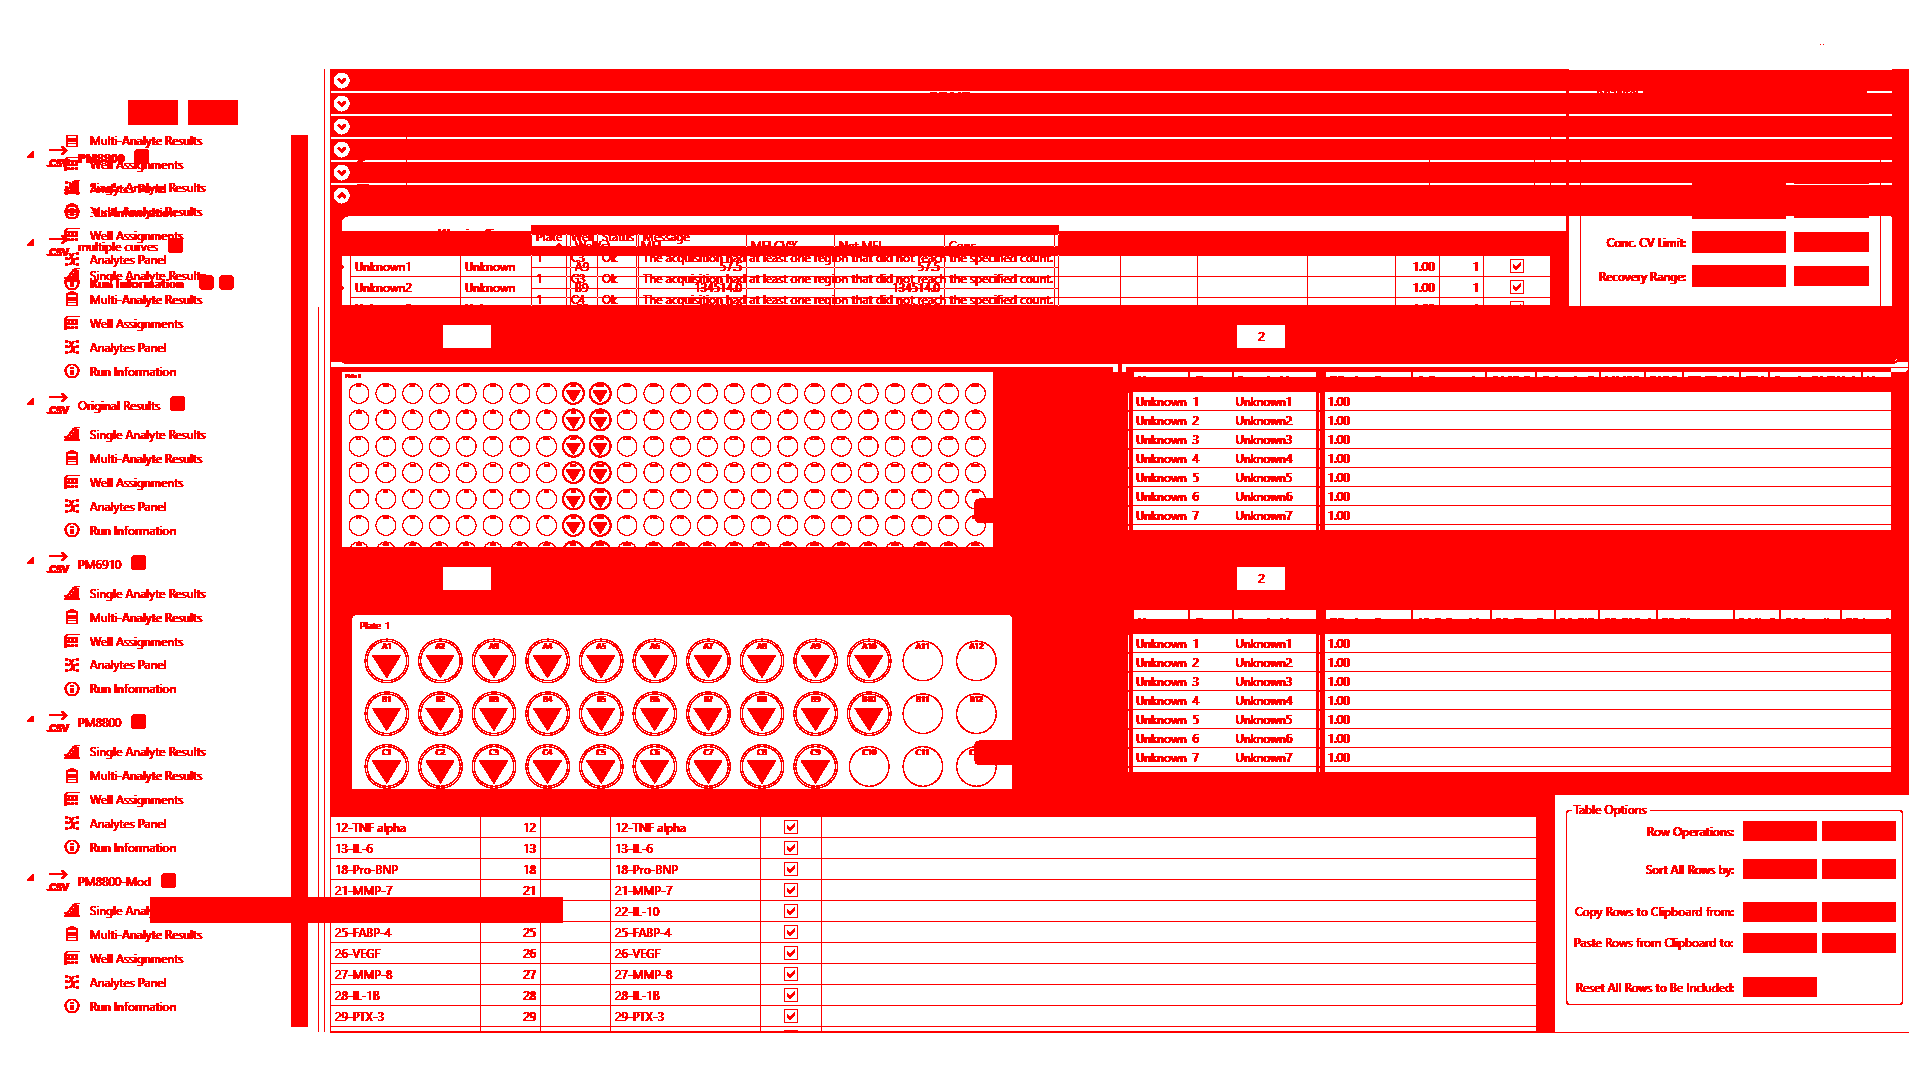 Multi-Analyte Results
PM8800
Well Assignments
Single Analyte Results
Multi-Analyte Results
Well Assignments
multiple curves
Analytes Panel
Single Analyte Results
Run Information
Multi-Analyte Results
Well Assignments
Analytes Panel
Run Information
CSV Original Results
Single Analyte Results
Multi-Analyte Results
Well Assignments
Analytes Panel
Run Information
CSV PM6910
Single Analyte Results
Multi-Analyte Results
Well Assignments
Analytes Panel
Run Information
CSV PM8800
Single Analyte Results
Multi-Analyte Results
Well Assignments
Analytes Panel
Run Information
CSV PM8800-Mod
Single Analy
Multi-Analyte Results
Well Assignments
Analytes Panel
Run Information
Plate Well Status Message
1 C3 Ok The acquisition had at least one region that did not reach the specified count.
Unknown1 Unknown A9 57.5 57.5 1.00 1
1 G3 Ok The acquisition had at least one region that did not reach the specified count.
Unknown2 Unknown B9 134514.0 134514.0 1.00 1
1 C4 Ok The acquisition had at least one region that did not reach the specified count.
Conc. CV Limit:
Recovery Range:
2
Unknown 1 Unknown1 1.00
Unknown 2 Unknown2 1.00
Unknown 3 Unknown3
Unknown 4 Unknown4
Unknown 5 Unknown5 1.00
Unknown 6 Unknown6 1.00
Unknown 7 Unknown7 1.00
2
Plate 1
A1 A2 A3 A4 A5 A6 A7 A8 A9 A10 A11 A12
B1 B2 B3 B4 B5 B6 B7 B8 B9 B10 B11 B12
C1 C2 C3 C4 C5 C6 C7 C8 C9 C10 C11
Unknown 1 Unknown1 1.00
Unknown 2 Unknown2 1.00
Unknown 3 Unknown3 1.00
Unknown 4 Unknown4 1.00
Unknown 5 Unknown5 1.00
Unknown 6 Unknown6 1.00
Unknown 7 Unknown7 1.00
12-TNF alpha 12 12-TNF alpha
13-IL-6 13 13-IL-6
18-Pro-BNP 18 18-Pro-BNP
21-MMP-7 21 21-MMP-7
22-IL-10
25-FABP-4 25 25-FABP-4
26-VEGF 26 26-VEGF
27-MMP-8 27 27-MMP-8
28-IL-1B 28 28-IL-1B
29-PTX-3 29 29-PTX-3
Table Options
Row Operations:
Sort All Rows by:
Copy Rows to Clipboard from:
Paste Rows from Clipboard to:
Reset All Rows to Be Included: